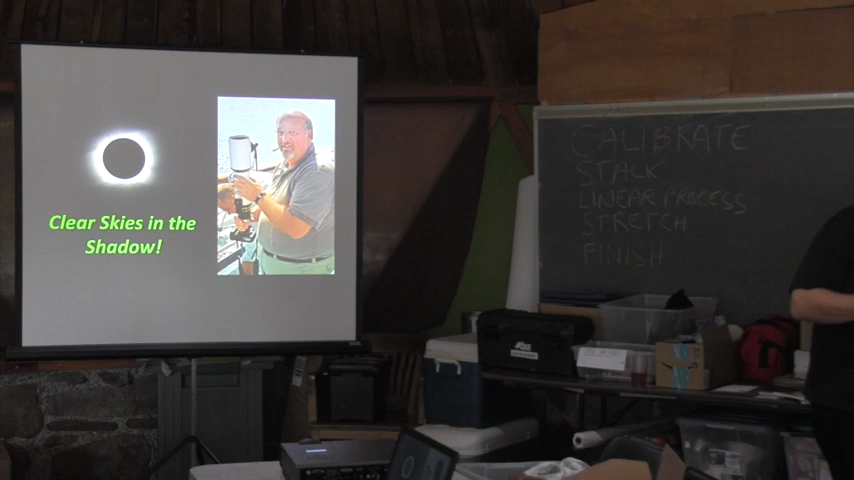 Clear Skies in the
Shadow!
CALIBRATE
STACK
LINEAR PROCESS
STRETCH
FINISH